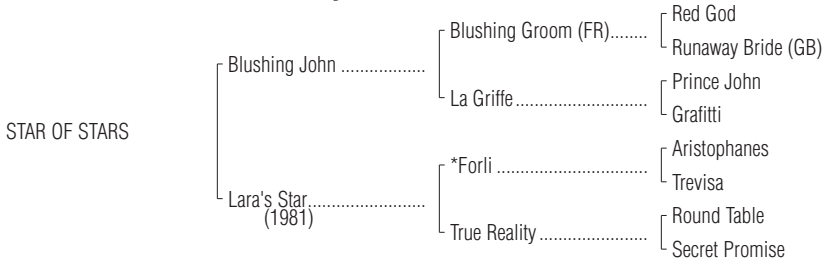 Red God
Blushing Groom (FR)........
Runaway Bride (GB)
Blushing John ..................
Prince John
La Griffe............................
Grafitti
STAR OF STARS
Aristophanes
*Forli ................................
Trevisa
Lara's Star.........................
(1981)
Round Table
True Reality .......................
Secret Promise